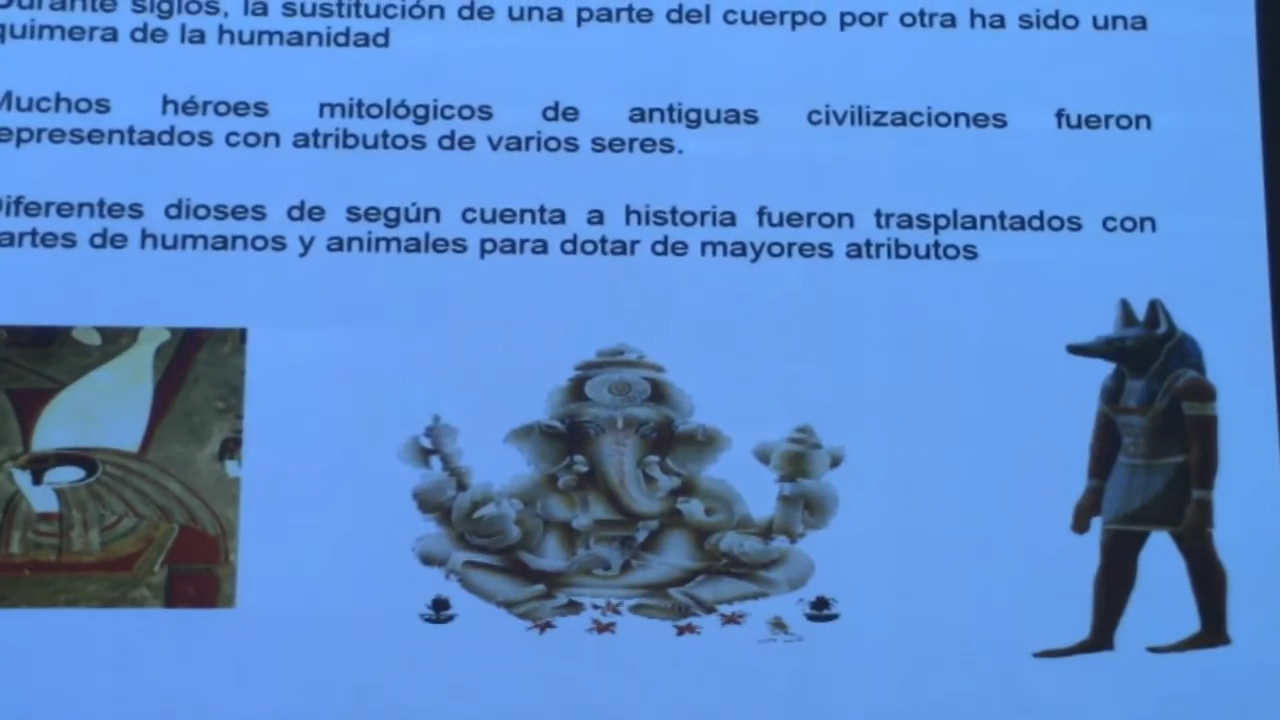 Durante siglos, la sustitución de una parte del cuerpo por otra ha sido una
quimera de la humanidad
Muchos héroes mitológicos de antiguas civilizaciones fueron
epresentados con atributos de varios seres.
Diferentes dioses de según cuenta a historia fueron trasplantados con
artes de humanos y animales para dotar de mayores atributos